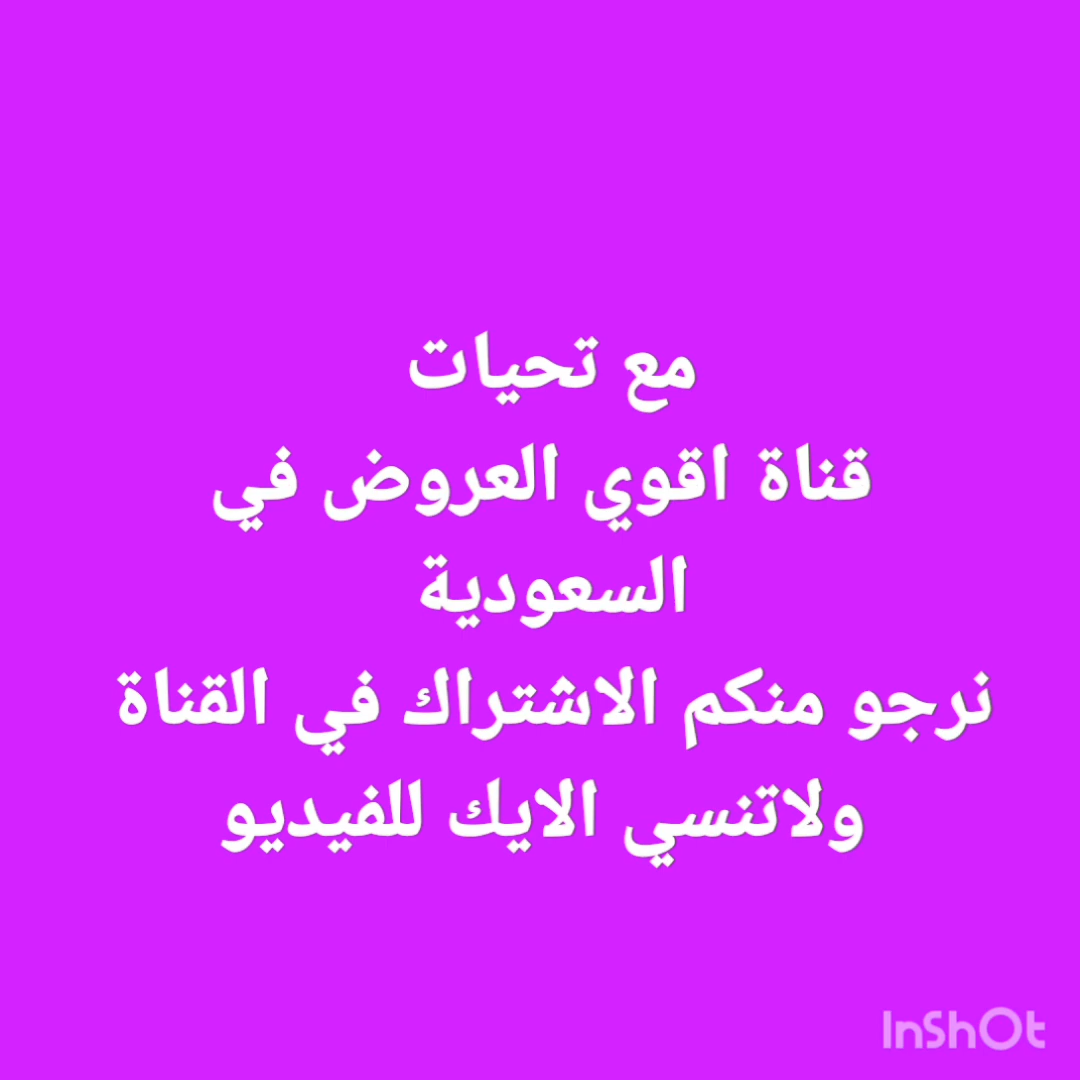 مع تحيات
قناة اقوي العروض في
السعودية
نرجو منكم الاشتراك في القناة
ولاتنسي الايك للفيديو
InShOt